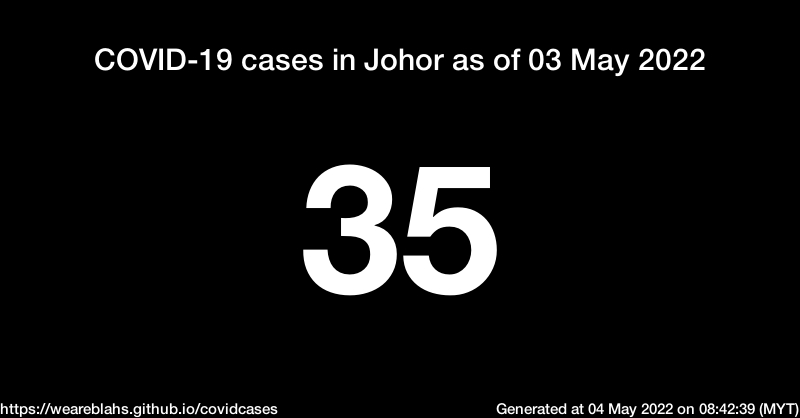 COVID-19 cases in Johor as of 03 May 2022
35
https://weareblahs.github.io/covidcases
Generated at 04 May 2022 on 08:42:39 (MYT)